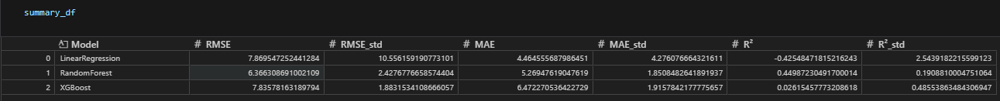 summary_df
Model # RMSE # RMSE_std # MAE # MAE_std # R² # R²_std
0 LinearRegression 7.869547252441284 10.556159190773101 4.464555687986451 4.276076664321611 -0.42548471815216243 2.5439182215599123
1 RandomForest 6.366308691002109 2.4276776658574404 5.26947619047619 1.8508482641891937 0.44987230491700014 0.1908810004751064
2 XGBoost 7.83578163189794 1.8831534108666057 6.472270536422729 1.9157842177775657 0.02615457773208618 0.48553863484306947